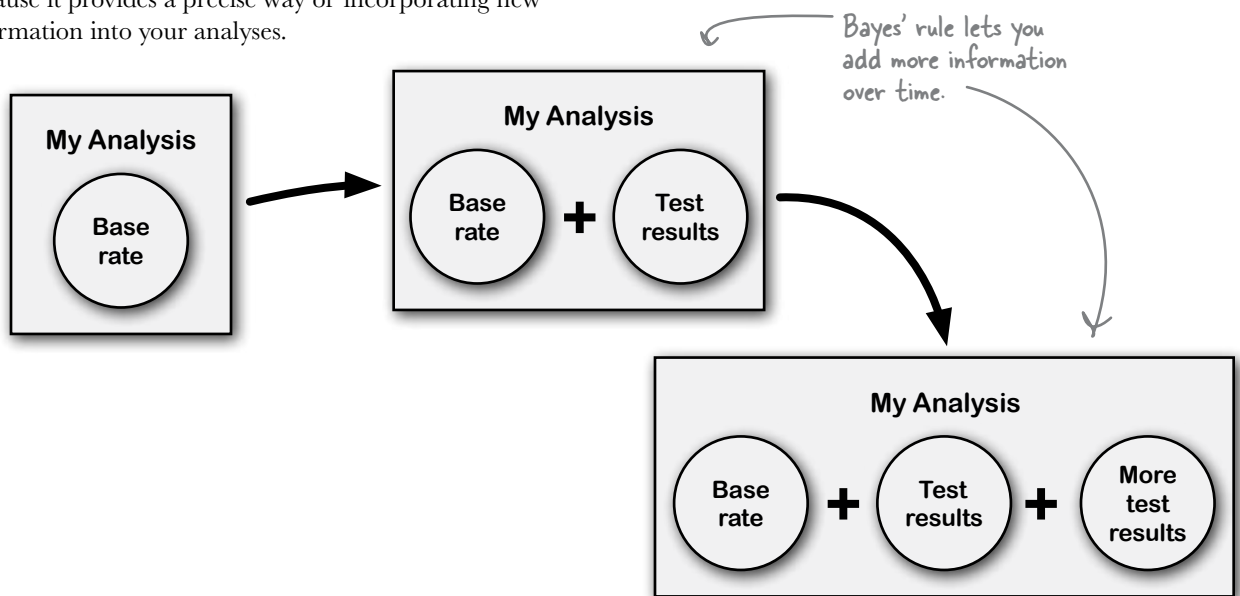 ause it provides a precise way of incorporating new
rmation into your analyses.
Bayes' rule lets you
add more information
over time.
My Analysis
Base
rate
My Analysis
Base
rate
+
Test
results
My Analysis
Base
rate
+
Test
results
+
More
test
results